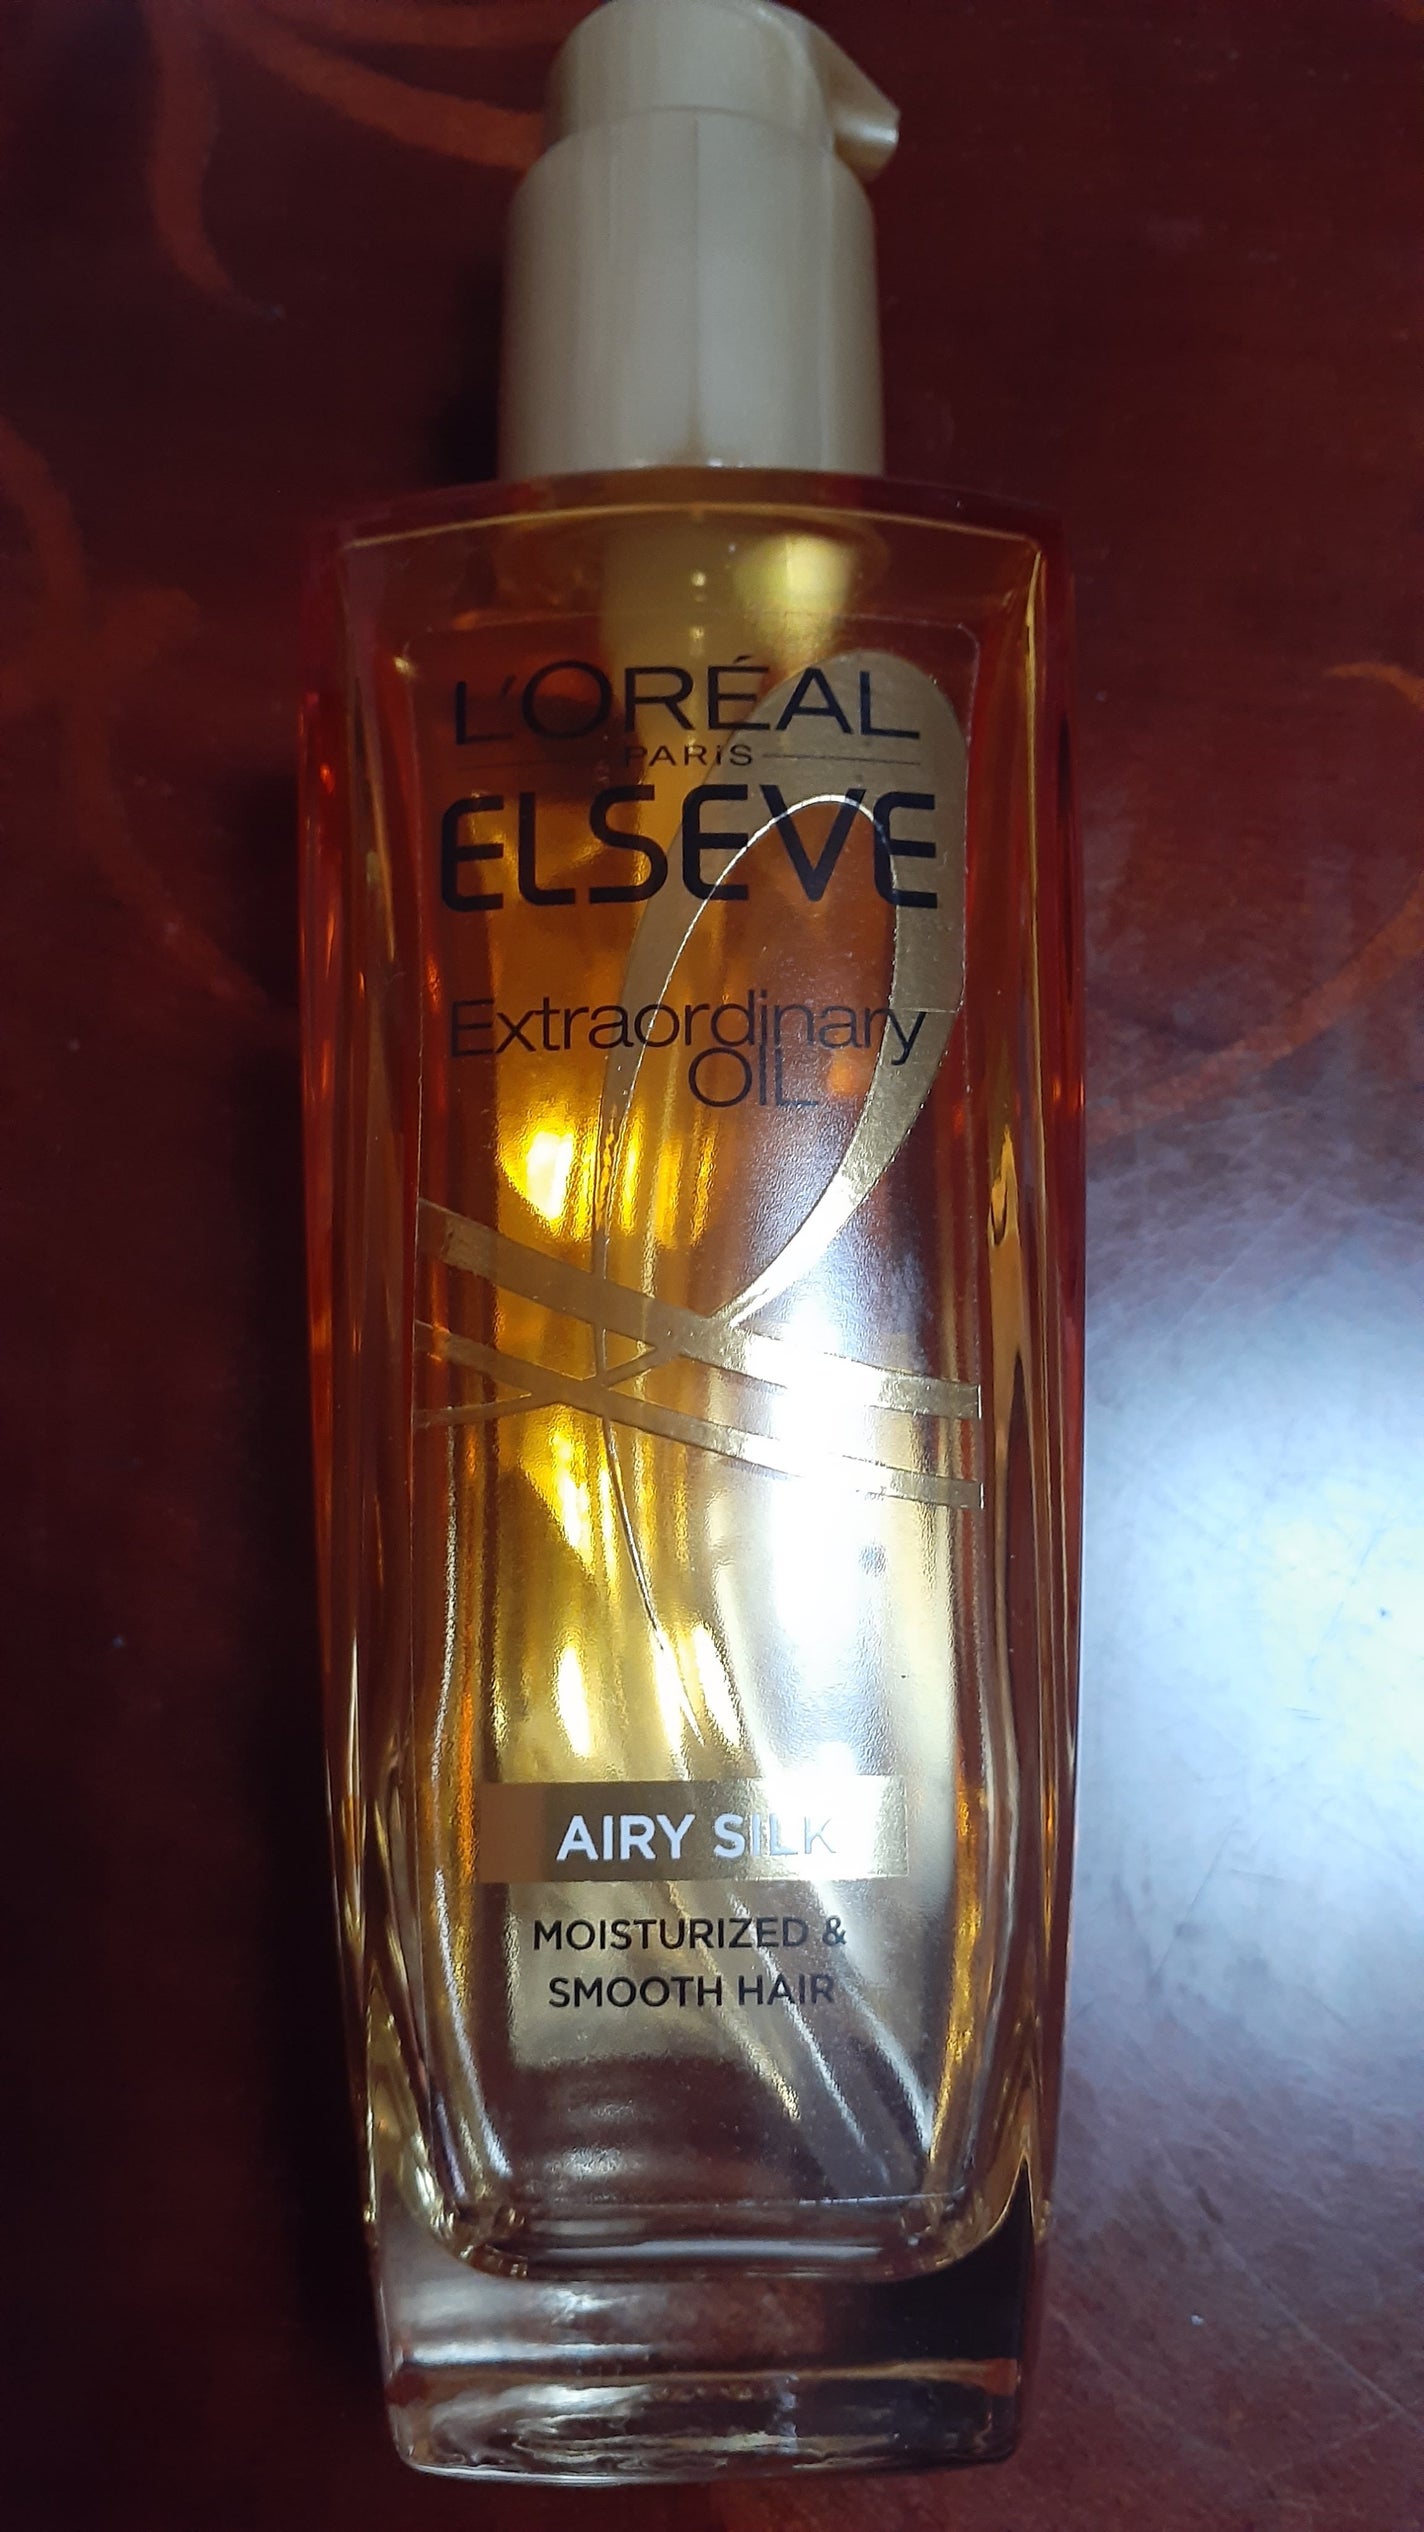 L'ORÉAL
PARiS
ELSEVE
Extraordinary
OIL
AIRY SILK
MOISTURIZED &
SMOOTH HAIR